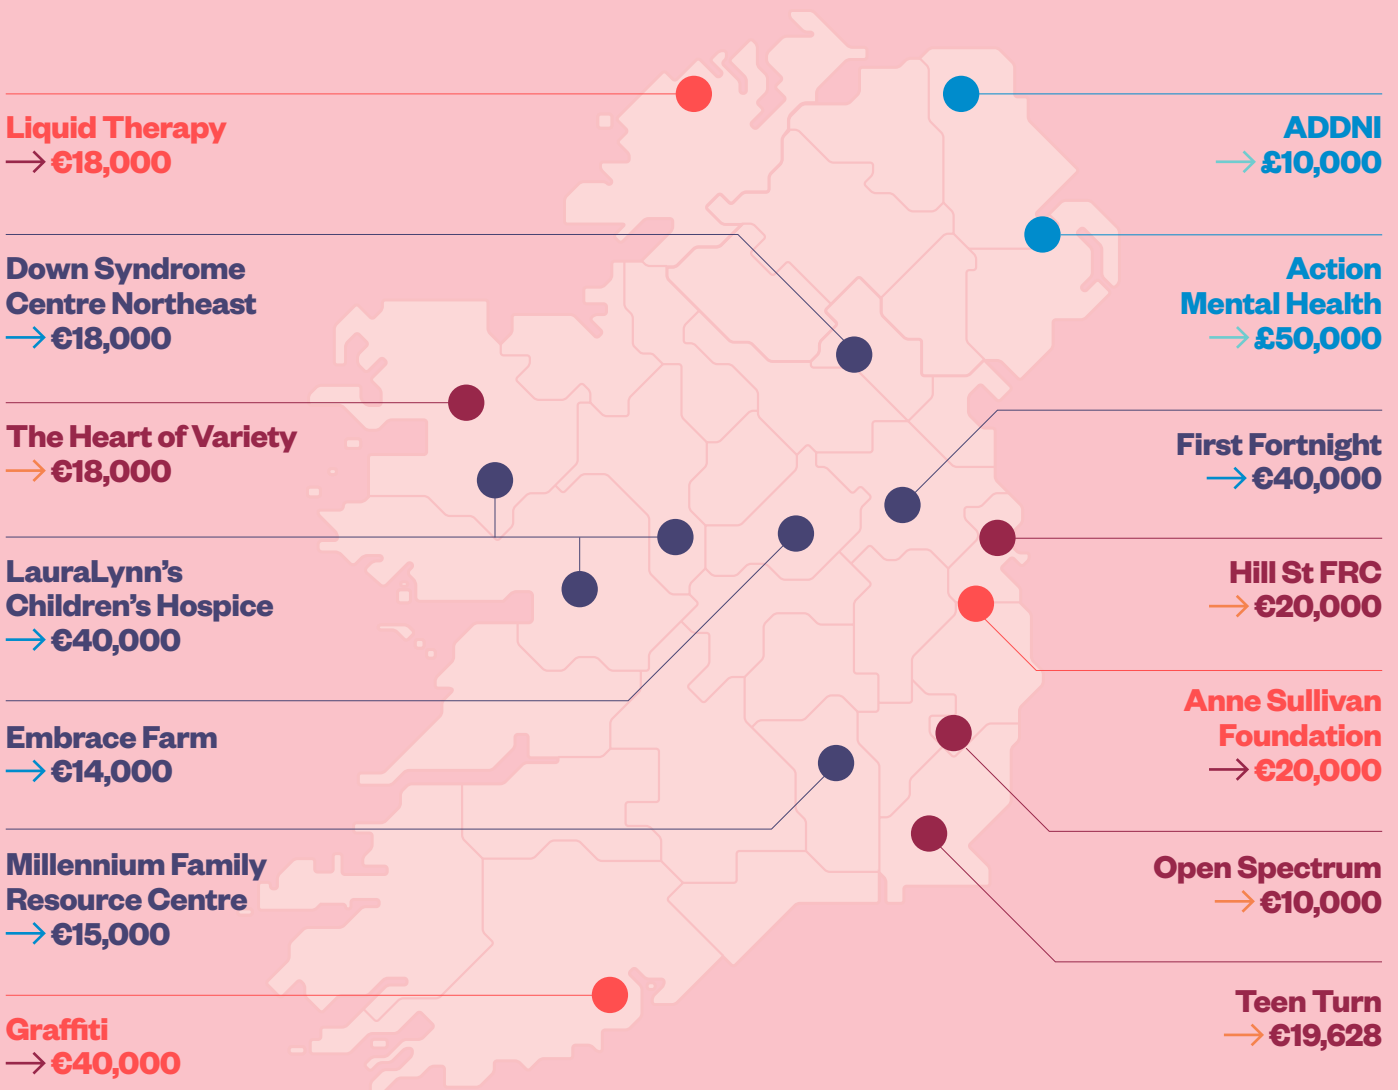 Liquid Therapy
→ €18,000
Down Syndrome
Centre Northeast
→ €18,000
The Heart of Variety
→ €18,000
LauraLynn’s
Children’s Hospice
→ €40,000
Embrace Farm
→ €14,000
Millennium Family
Resource Centre
→ €15,000
Graffiti
→ €40,000
ADDNI
→ £10,000
Action
Mental Health
→ £50,000
First Fortnight
→ €40,000
Hill St FRC
→ €20,000
Anne Sullivan
Foundation
→ €20,000
Open Spectrum
→ €10,000
Teen Turn
→ €19,628